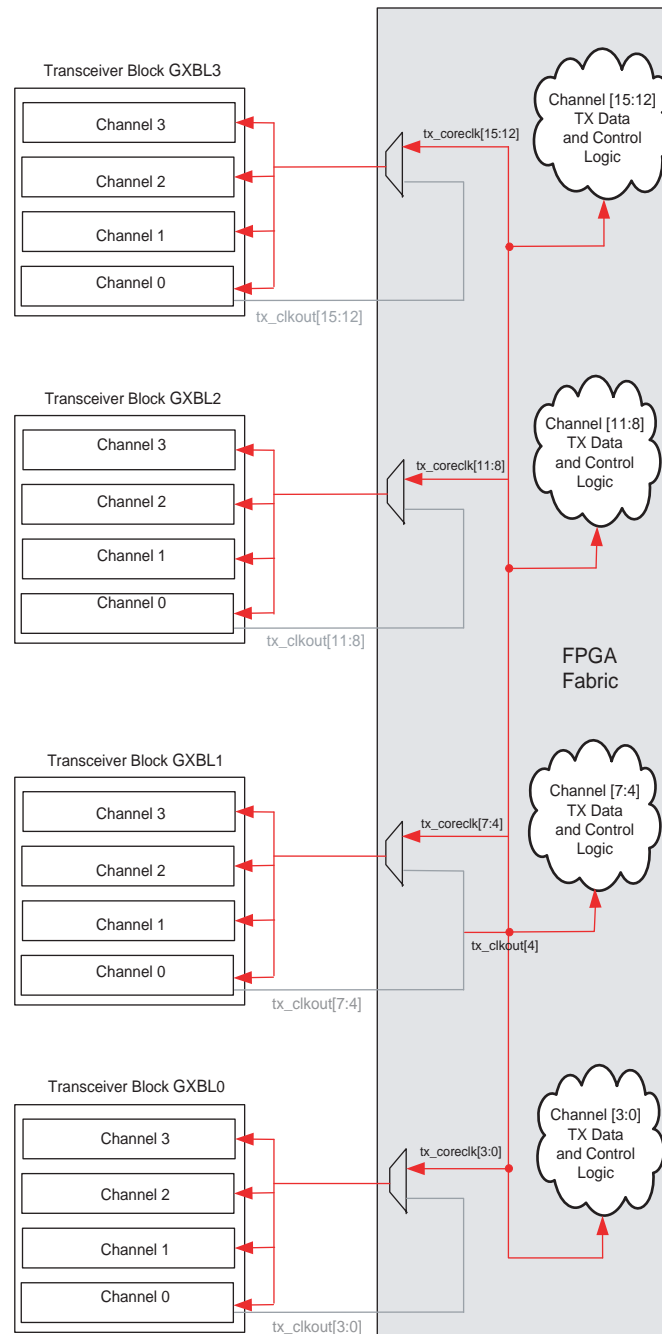 Transceiver Block GXBL3
Channel 3
Channel 2
Channel 1
Channel 0
tx_clkout[15:12]
tx_coreclk[15:12]
Channel [15:12]
TX Data
and Control
Logic
Transceiver Block GXBL2
Channel 3
Channel 2
Channel 1
Channel 0
tx_clkout[11:8]
tx_coreclk[11:8]
Channel [11:8]
TX Data
and Control
Logic
FPGA
Fabric
Transceiver Block GXBL1
Channel 3
Channel 2
Channel 1
Channel 0
tx_clkout[7:4]
tx_coreclk[7:4]
tx_clkout[4]
Channel [7:4]
TX Data
and Control
Logic
Transceiver Block GXBL0
Channel 3
Channel 2
Channel 1
Channel 0
tx_clkout[3:0]
tx_coreclk[3:0]
Channel [3:0]
TX Data
and Control
Logic